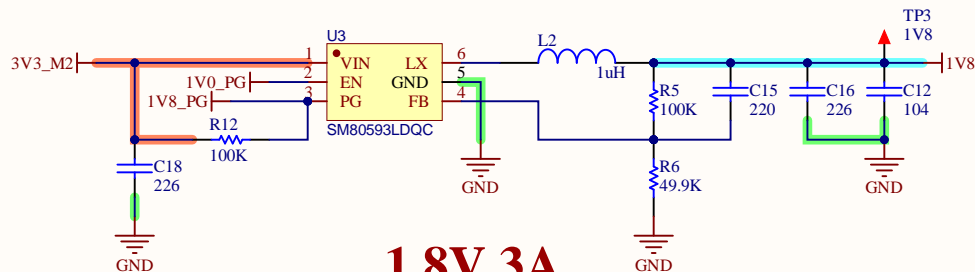 TP3
1V8
U3
L2
3V3_M2
1
VIN
LX
6
1V8
1uH
1V0_PG
2
EN
GND
5
1V8_PG
3
PG
FB
4
R5
100K
C15
220
C16
226
C12
104
SM80593LDQC
R12
100K
C18
226
GND
R6
49.9K
GND
GND
GND
1.8V 3A